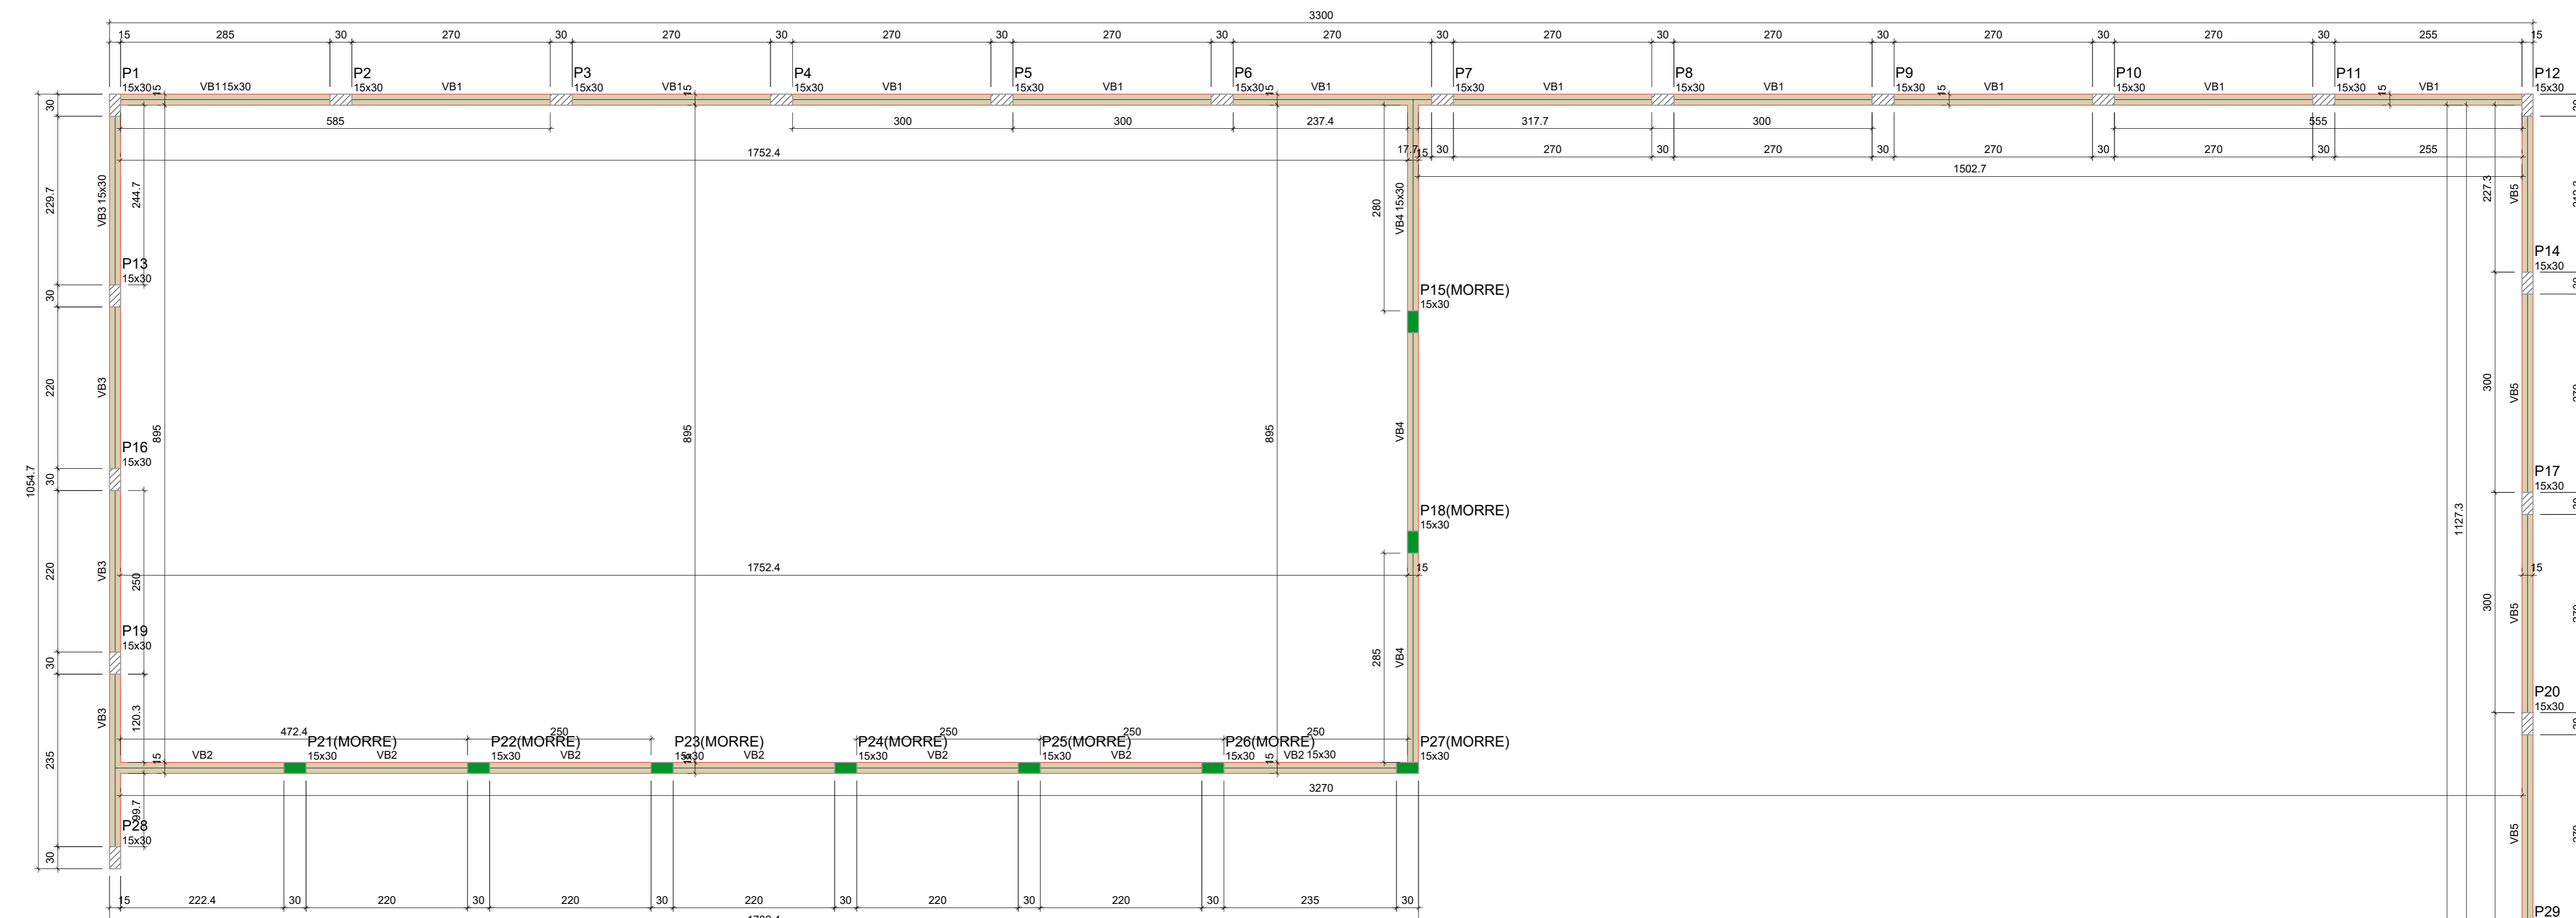 3300
15 285 30 270 30 270 30 270 30 270 30 270 30 270 30 270 30 270 30 270 30 255 15
P1 P2 P3 P4 P5 P6 P7 P8 P9 P10 P11 P12
15x30 VB1 15x30 15x30 VB1 15x30 VB1 15x30 VB1 15x30 VB1 15x30 VB1 15x30 VB1 15x30 VB1 15x30 VB1 15x30 VB1 15x30 VB1 15x30
15 15 15 15 15
30
585 300 300 237.4 317.7 300 555
1752.4 17.7 15 30 270 30 270 30 270 30 270 30 255
1502.7
229.7 VB3 15x30 244.7 280 VB4 15x30 227.3 VB5
P13
15x30
P14
15x30
30
P15(MORRE)
15x30
220 VB3 895 895 895 VB4 300 VB5
1054.7
P16
15x30
30
P17
15x30
P18(MORRE)
15x30
1127.3
220 VB3 250 1752.4 15 15
300 VB5
P19
15x30
30
285 VB4
P20
15x30
235 VB3 120.3
472.4 250 250 250 250
P21(MORRE) P22(MORRE) P23(MORRE) P24(MORRE) P25(MORRE) P26(MORRE) P27(MORRE)
15 VB2 15x30 VB2 15x30 VB2 15x30 15 VB2 15x30 VB2 15x30 VB2 15x30 15 VB2 15x30 15x30
3270
99.7
P28
15x30
30
VB5
15 222.4 30 220 30 220 30 220 30 220 30 220 30 235 30
P29